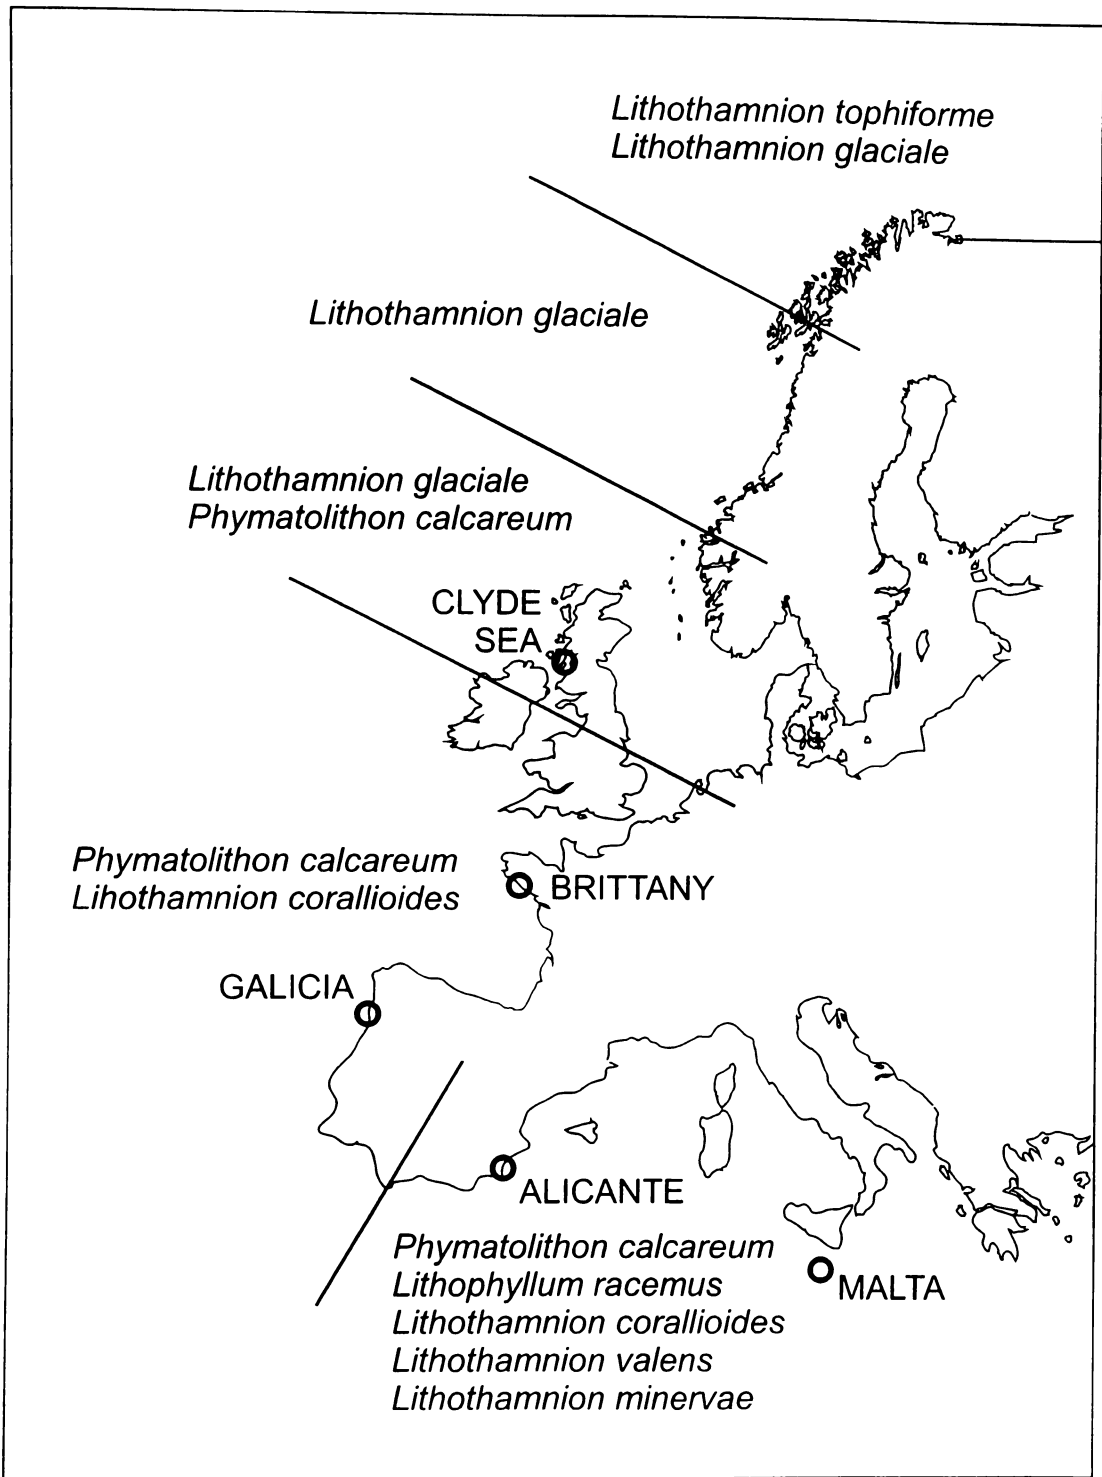 Lithothamnion tophiforme
Lithothamnion glaciale
Lithothamnion glaciale
Lithothamnion glaciale
Phymatolithon calcareum
CLYDE
SEA
Phymatolithon calcareum
Lihothamnion corallioides
BRITTANY
GALICIA
ALICANTE
Phymatolithon calcareum
Lithophyllum racemus
Lithothamnion corallioides
Lithothamnion valens
Lithothamnion minervae
MALTA